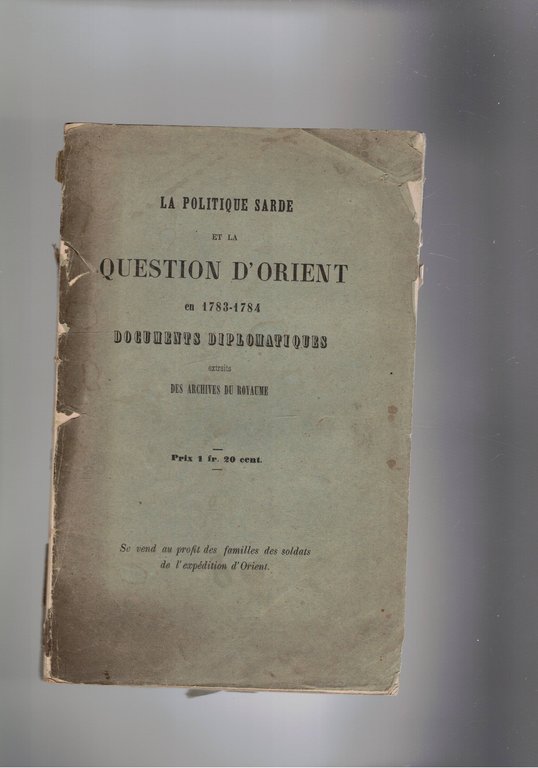 LA POLITIQUE SARDE
ET LA
QUESTION D'ORIENT
en 1783-1784
DOCUMENTS DIPLOMATIQUES
extraits
DES ARCHIVES DU ROYAUME
Prix 1 fr. 20 cent.
Se vend au profit des familles des soldats
de l'expédition d'Orient.